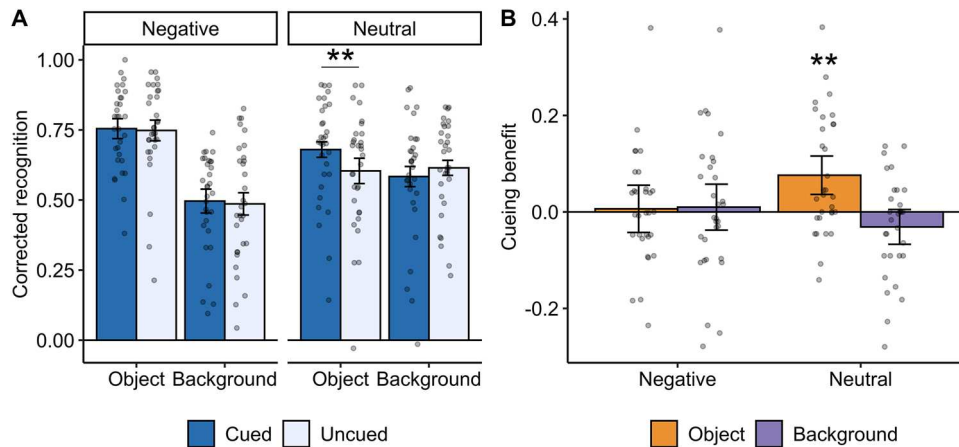 A
Negative
Neutral
**
Corrected recognition
1.00
0.75
0.50
0.25
0.00
Object
Background
Object
Background
Cued
Uncued
B
**
Cueing benefit
0.4
0.2
0.0
-0.2
Negative
Neutral
Object
Background